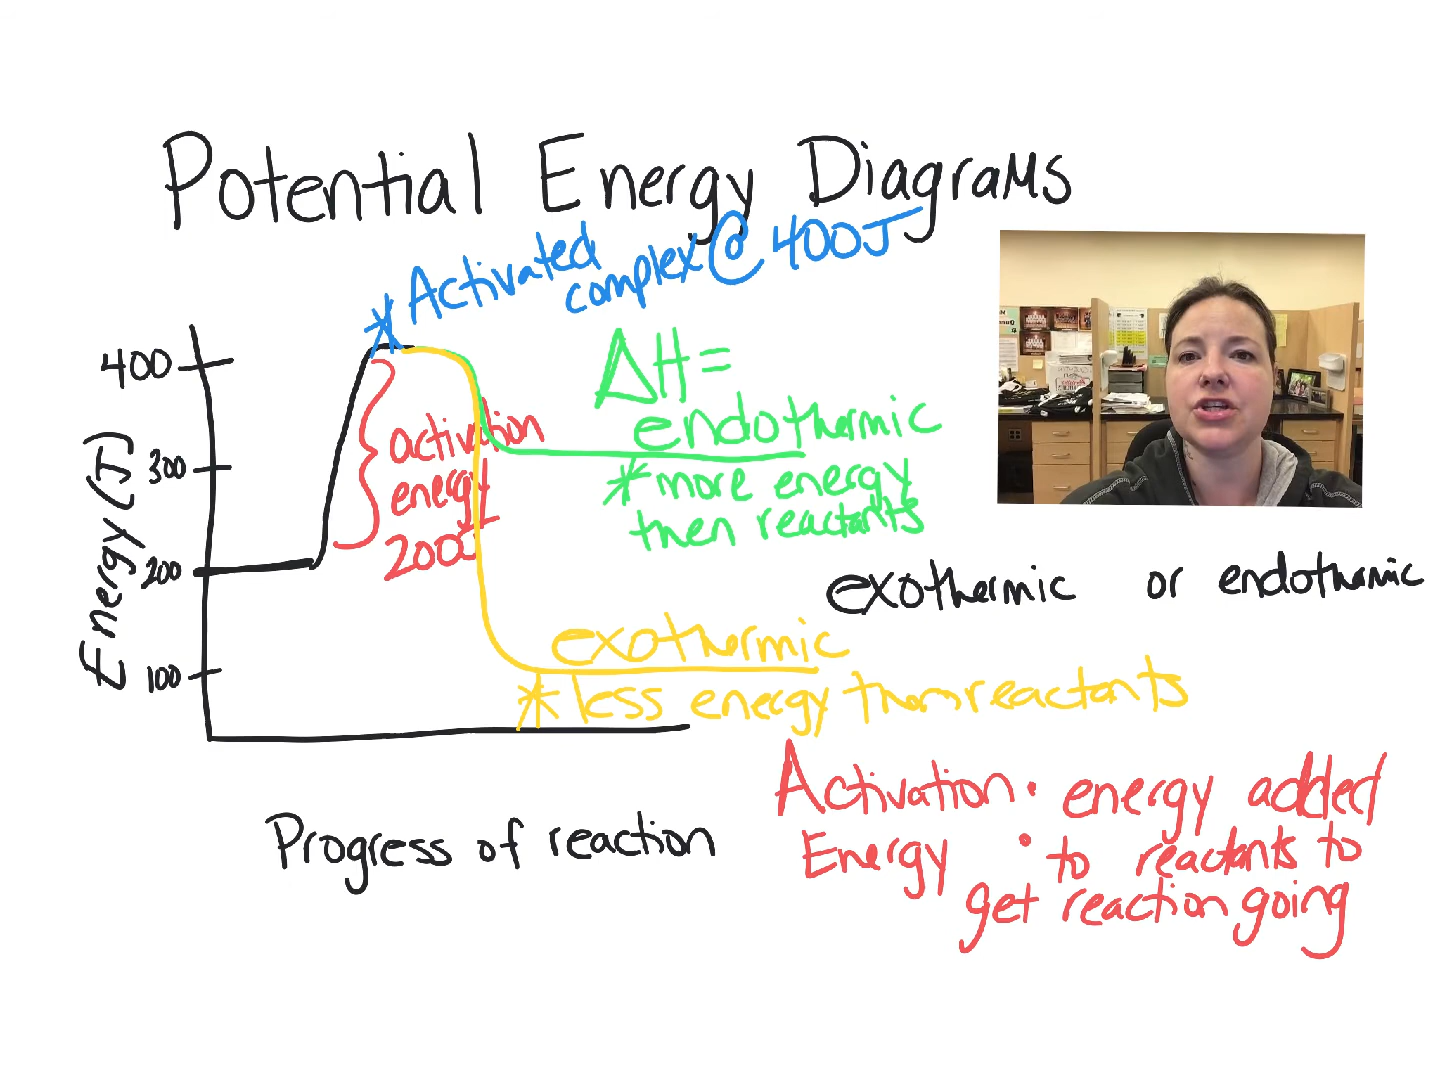 Potential Energy Diagrams
*Activated
complex @ 400J
400
300
200
100
Energy (J)
activation
energy
200J
ΔH =
endothermic
*more energy
then reactants
exothermic or endothermic
exothermic
*less energy than reactants
Progress of reaction
Activation : energy added
Energy to reactants to
get reaction going